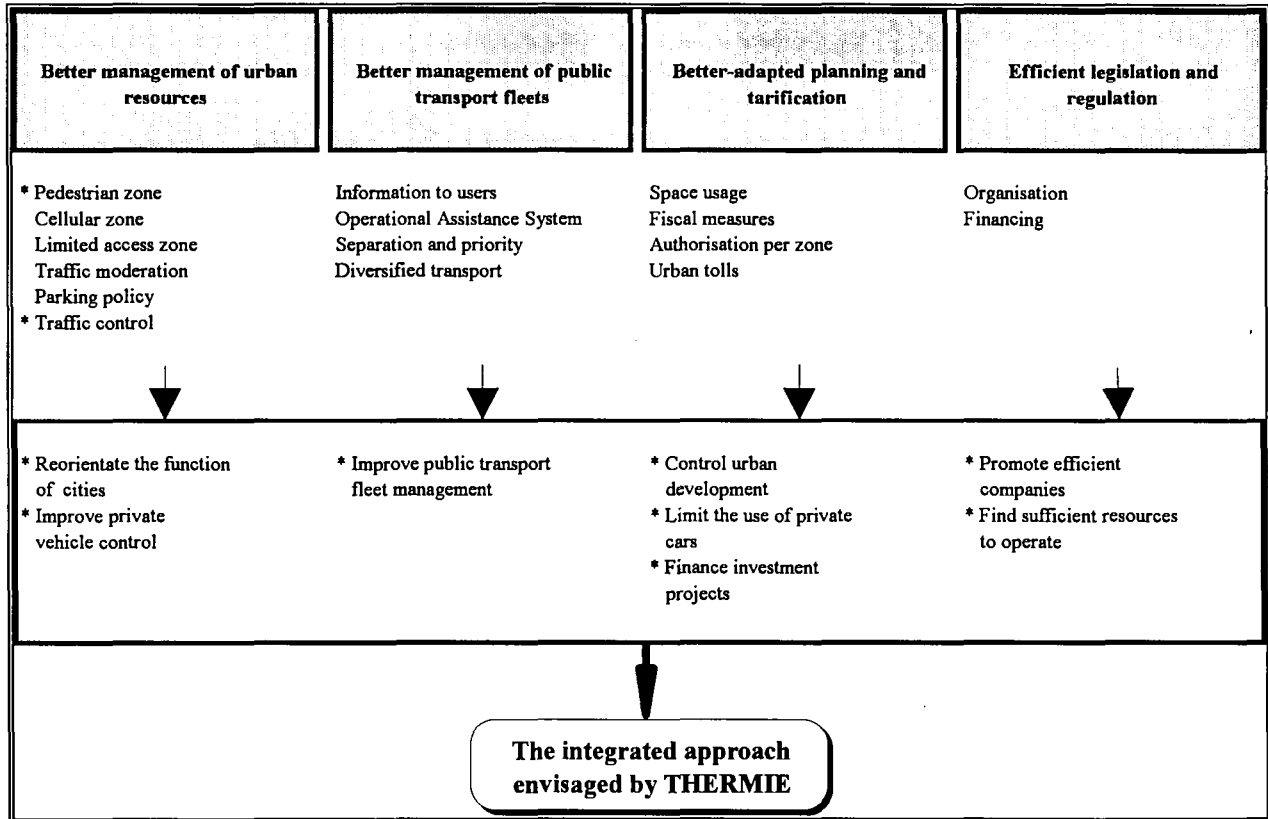 Better management of urban
resources
Better management of public
transport fleets
Better-adapted planning and
tarification
Efficient legislation and
regulation
* Pedestrian zone
Cellular zone
Limited access zone
Traffic moderation
Parking policy
* Traffic control
Information to users
Operational Assistance System
Separation and priority
Diversified transport
Space usage
Fiscal measures
Authorisation per zone
Urban tolls
Organisation
Financing
* Reorientate the function
of cities
* Improve private
vehicle control
* Improve public transport
fleet management
* Control urban
development
* Limit the use of private
cars
* Finance investment
projects
* Promote efficient
companies
* Find sufficient resources
to operate
The integrated approach
envisaged by THERMIE